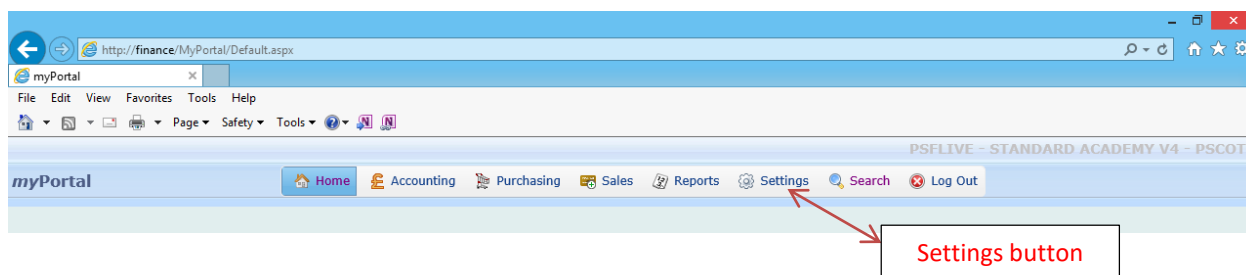 http://finance/MyPortal/Default.aspx
myPortal
File Edit View Favorites Tools Help
Page Safety Tools
PSFLIVE - STANDARD ACADEMY V4 - PSCOT
myPortal Home Accounting Purchasing Sales Reports Settings Search Log Out
Settings button